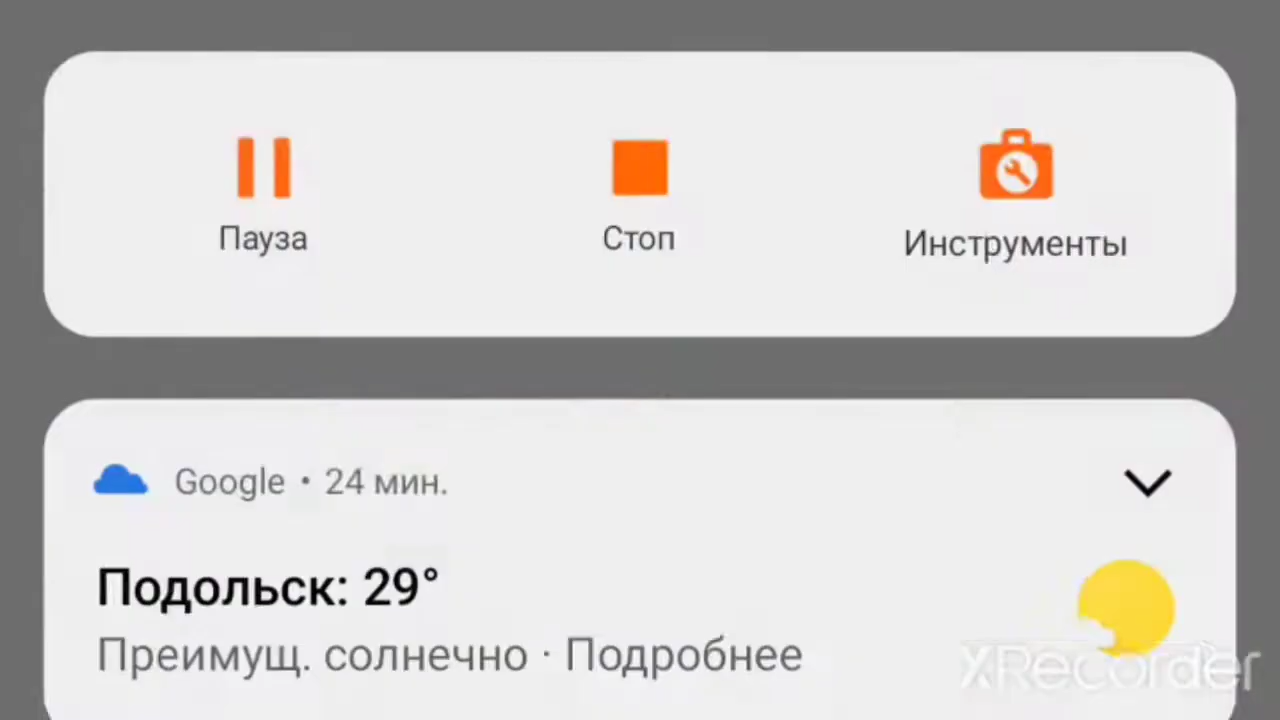 Пауза Стоп Инструменты
Google • 24 мин.
Подольск: 29°
Преимущ. солнечно · Подробнее
XRecorder